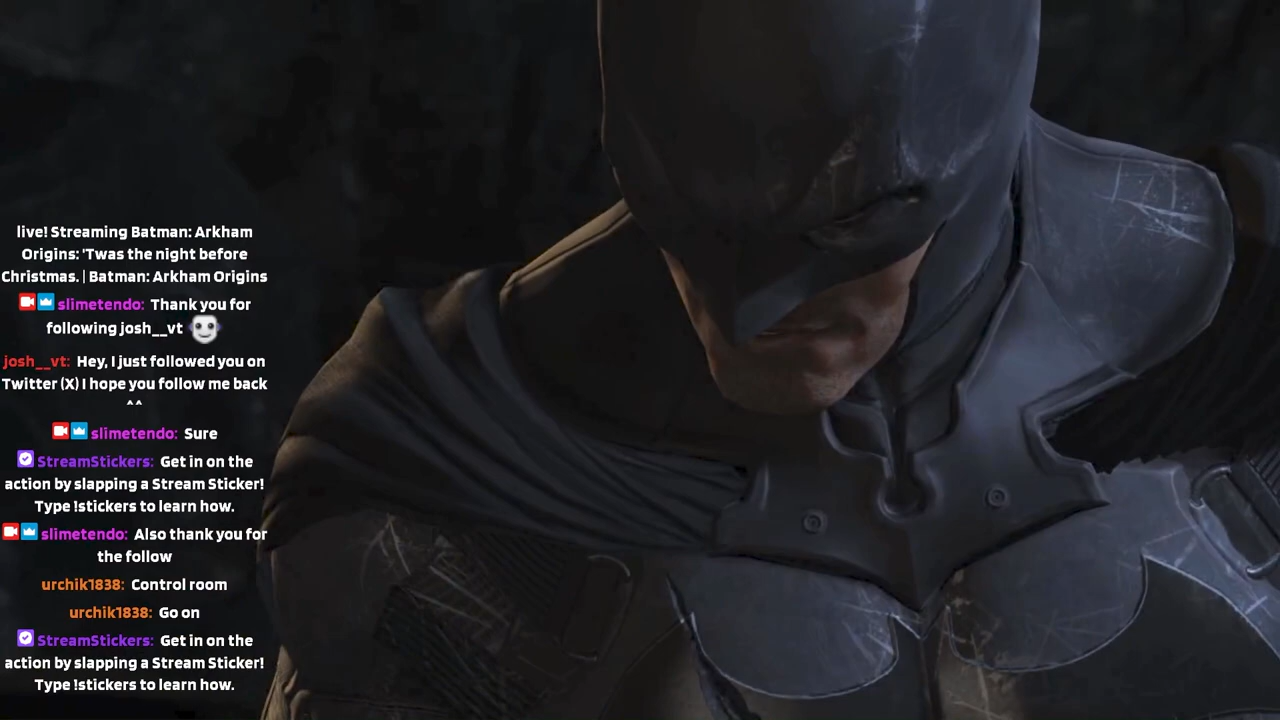 live! Streaming Batman: Arkham
Origins: 'Twas the night before
Christmas. | Batman: Arkham Origins
slimetendo: Thank you for
following josh__vt
josh__vt: Hey, I just followed you on
Twitter (X) I hope you follow me back
^^
slimetendo: Sure
StreamStickers: Get in on the
action by slapping a Stream Sticker!
Type !stickers to learn how.
slimetendo: Also thank you for
the follow
urchik1838: Control room
urchik1838: Go on
StreamStickers: Get in on the
action by slapping a Stream Sticker!
Type !stickers to learn how.